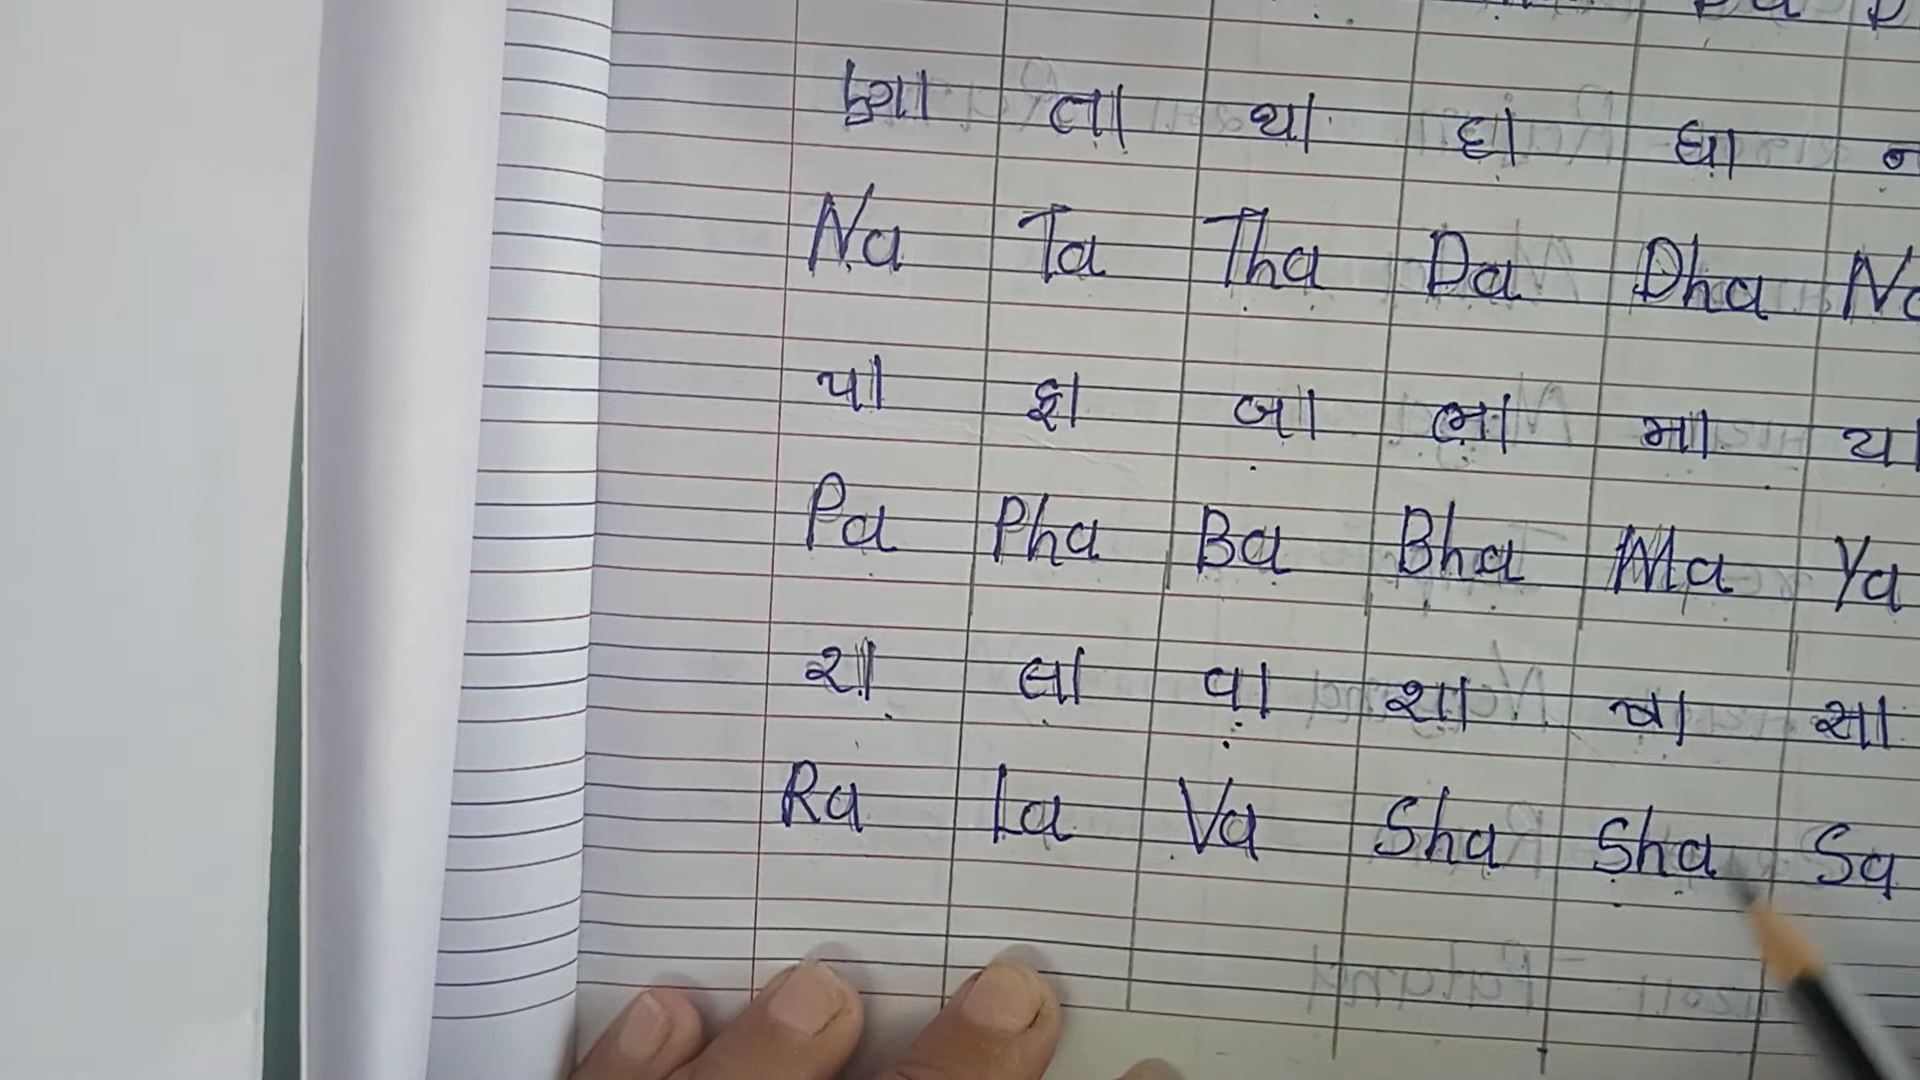 ણા તા થા દા ધા
Na Ta Tha Da Dha
પા ફા બા ભા મા યા
Pa Pha Ba Bha Ma Ya
રા લા વા શા ષા સા
Ra La Va Sha Sha Sa